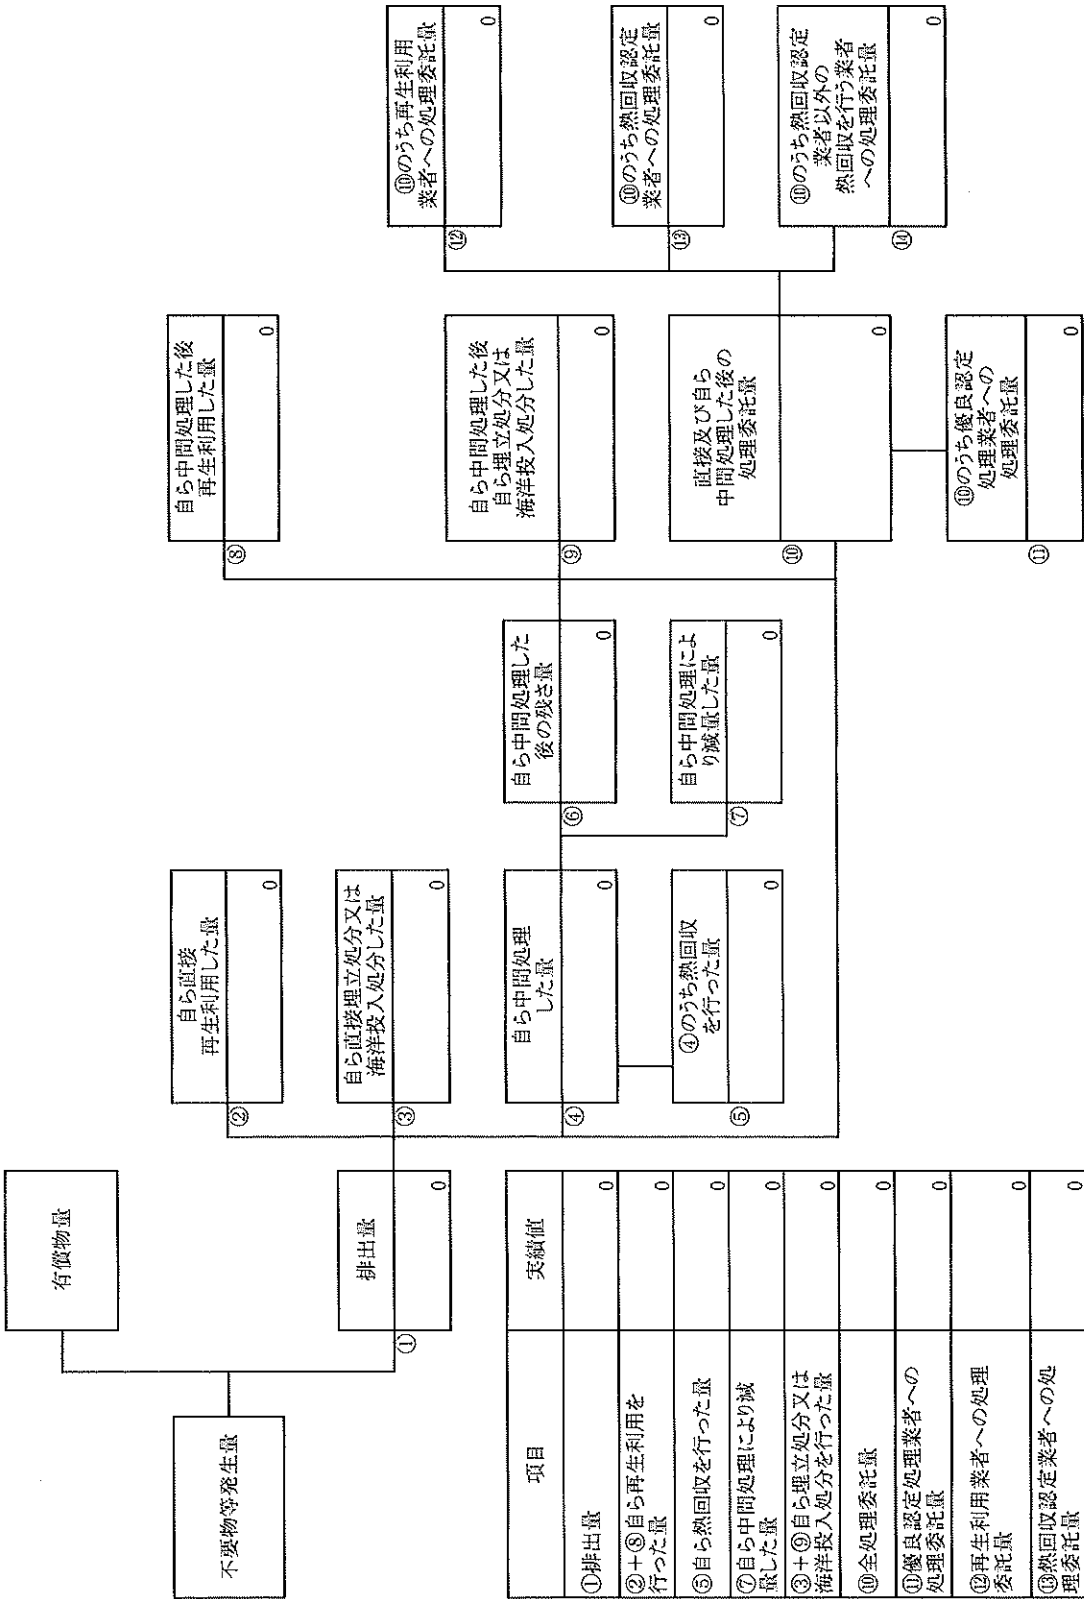 不要物等発生量
有償物量
①
排出量
0
②
自ら直接
再生利用した量
0
③
自ら直接埋立処分又は
海洋投入処分した量
0
④
自ら中間処理
した量
0
⑤
④のうち熱回収
を行った量
0
⑥
自ら中間処理した
後の残さ量
0
⑦
自ら中間処理によ
り減量した量
0
⑧
自ら中間処理した後
再生利用した量
0
⑨
自ら中間処理した後
自ら埋立処分又は
海洋投入処分した量
0
⑩
直接及び自ら
中間処理した後の
処理委託量
0
⑪
⑩のうち優良認定
処理業者への
処理委託量
0
⑫
⑩のうち再生利用
業者への処理委託量
0
⑬
⑩のうち熱回収認定
業者への処理委託量
0
⑭
⑩のうち熱回収認定
業者以外の
熱回収を行う業者
への処理委託量
0
項目 実績値
①排出量 0
②+⑧自ら再生利用を
行った量 0
⑤自ら熱回収を行った量 0
⑦自ら中間処理により減
量した量 0
③+⑨自ら埋立処分又は
海洋投入処分を行った量 0
⑩全処理委託量 0
⑪優良認定処理業者への
処理委託量 0
⑫再生利用業者への処理
委託量 0
⑬熱回収認定業者への処
理委託量 0